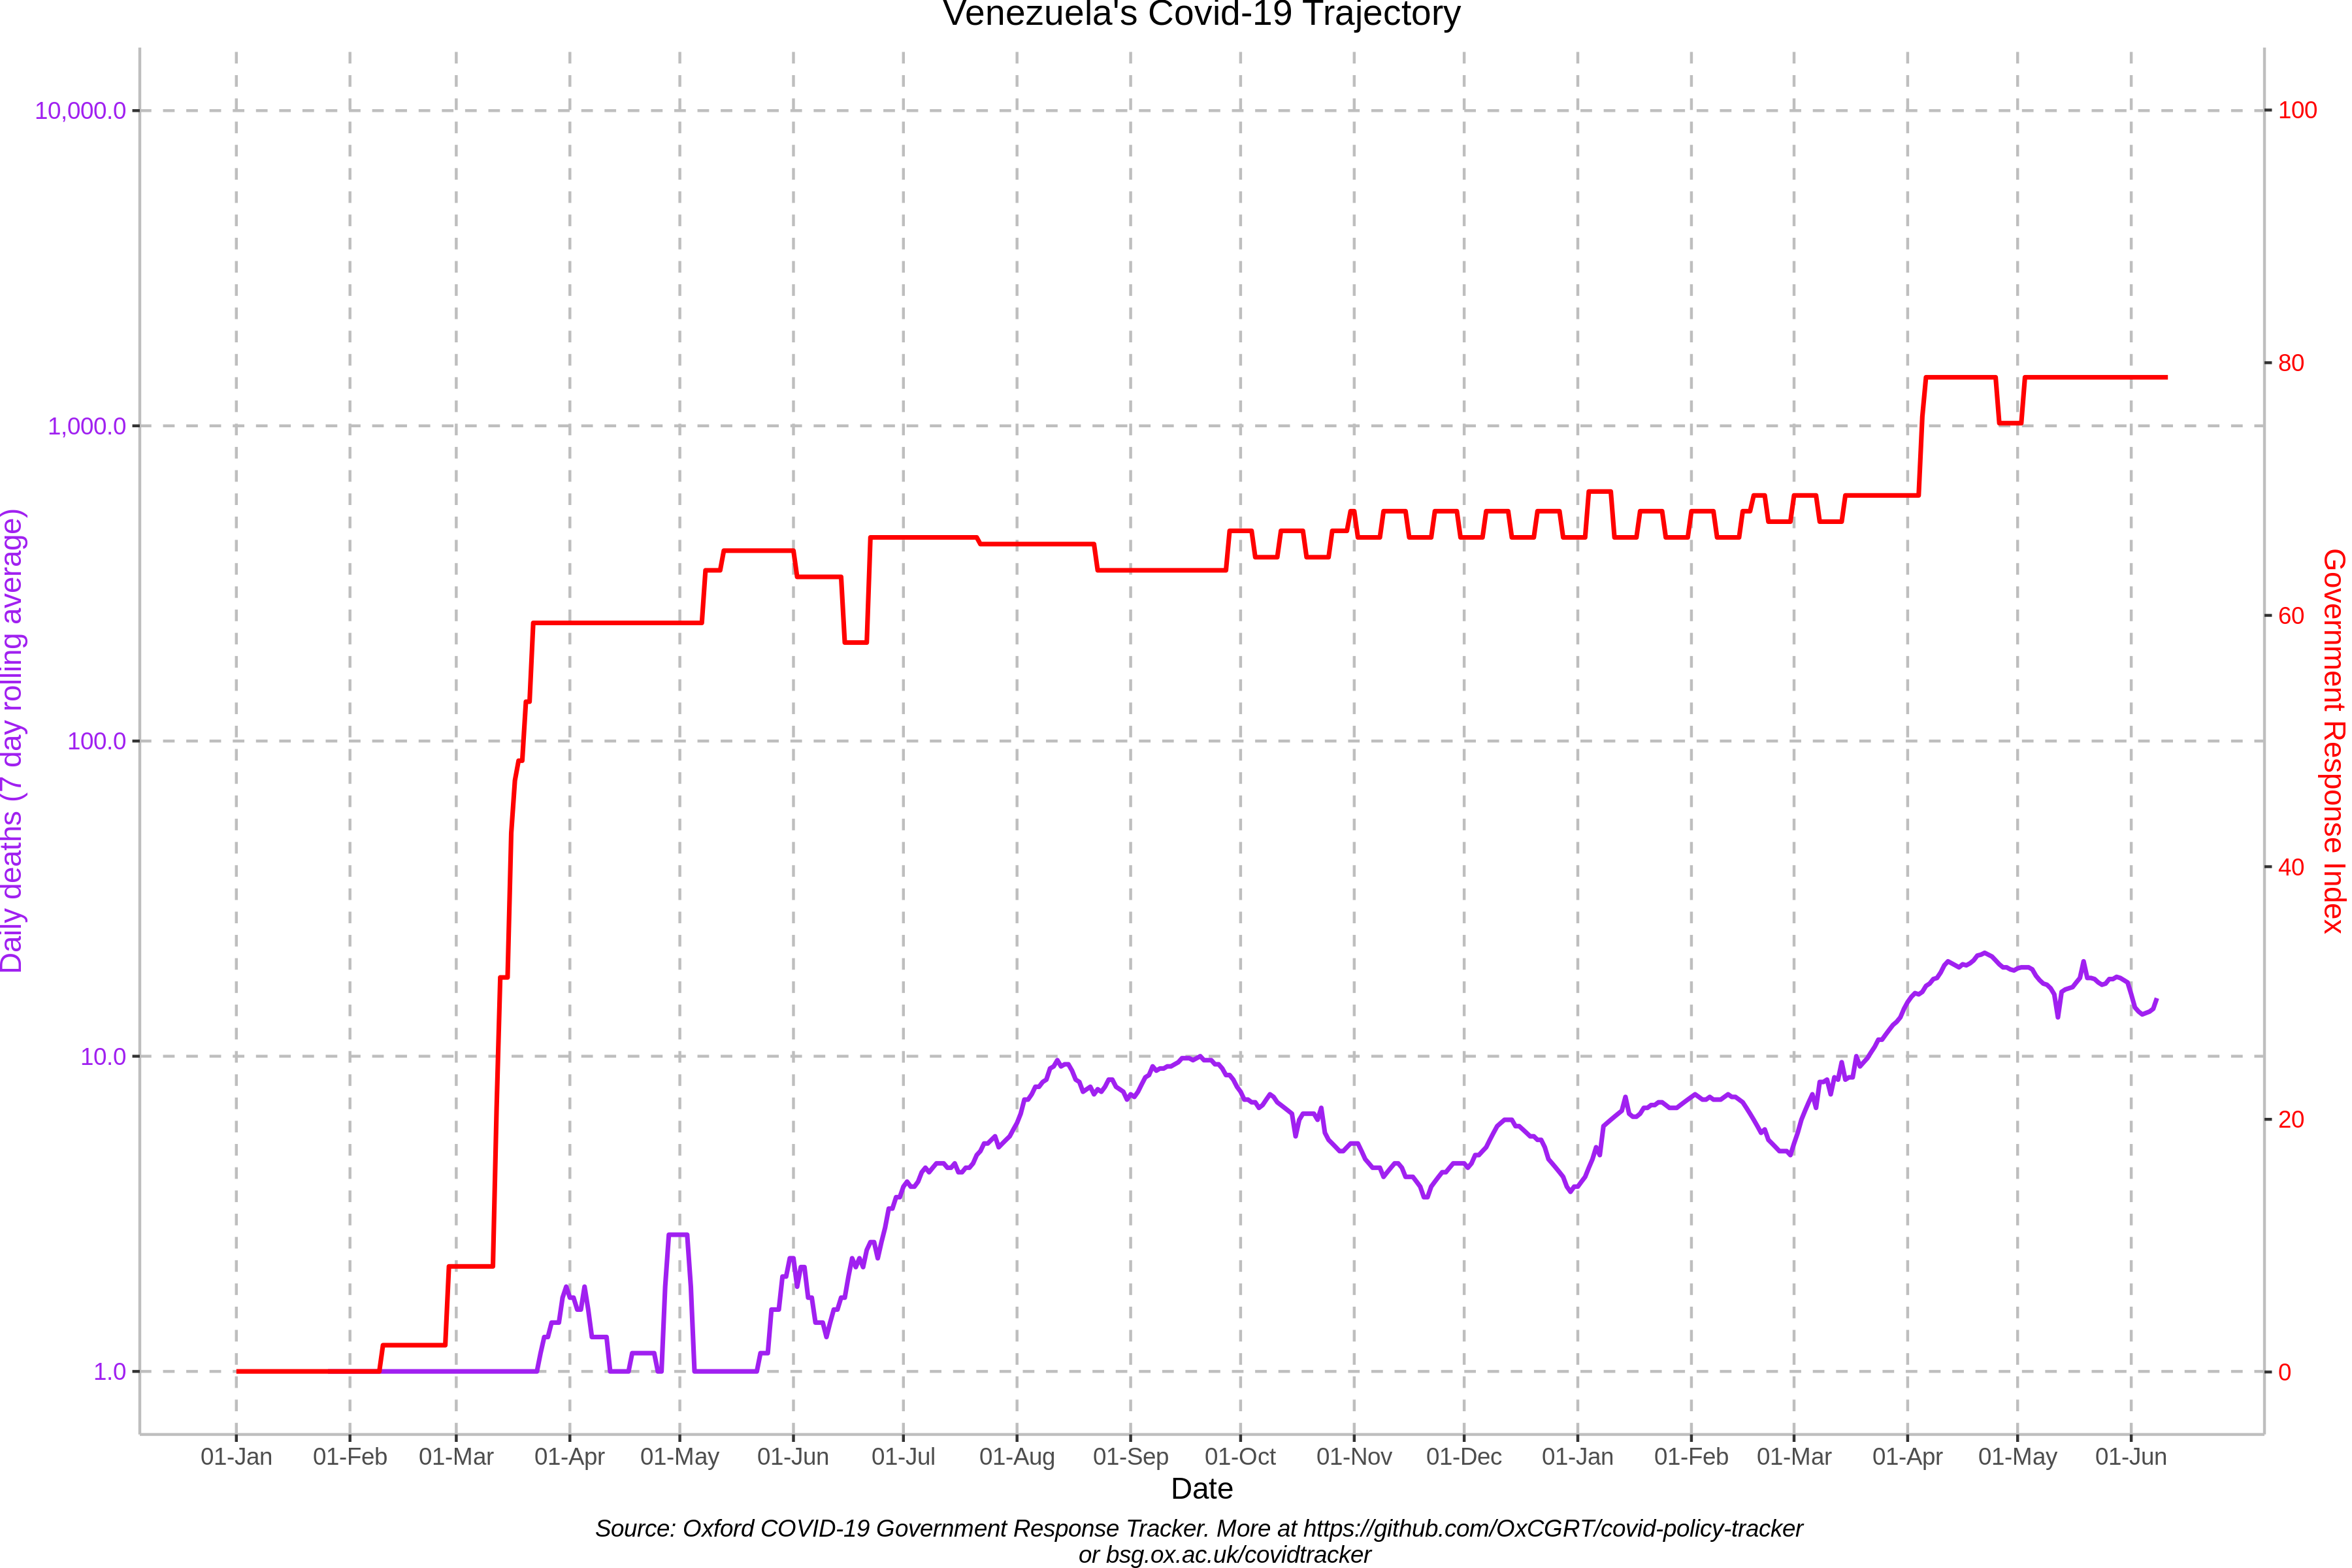 Venezuela's Covid-19 Trajectory
10,000.0
1,000.0
100.0
10.0
1.0
Daily deaths (7 day rolling average)
100
80
60
40
20
0
Government Response Index
01-Jan 01-Feb 01-Mar 01-Apr 01-May 01-Jun 01-Jul 01-Aug 01-Sep 01-Oct 01-Nov 01-Dec 01-Jan 01-Feb 01-Mar 01-Apr 01-May 01-Jun
Date
Source: Oxford COVID-19 Government Response Tracker. More at https://github.com/OxCGRT/covid-policy-tracker
or bsg.ox.ac.uk/covidtracker